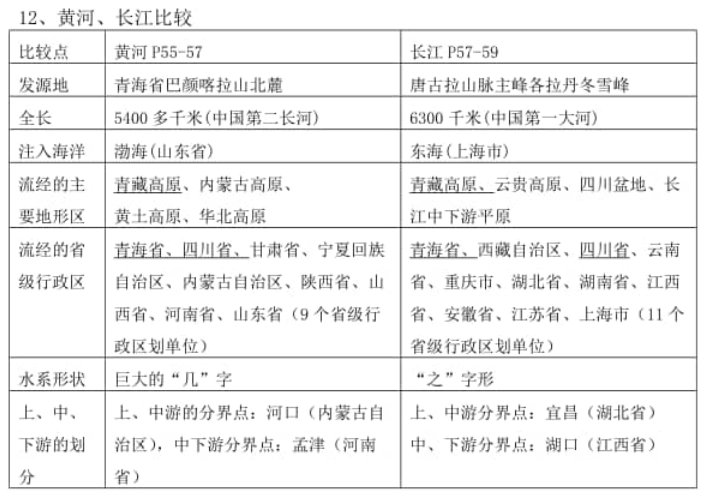 12、黄河、长江比较
比较点
黄河 P55-57
长江 P57-59
发源地
青海省巴颜喀拉山北麓
唐古拉山脉主峰各拉丹冬雪峰
全长
5400 多千米(中国第二长河)
6300 千米(中国第一大河)
注入海洋
渤海(山东省)
东海(上海市)
流经的主
要地形区
青藏高原、内蒙古高原、
黄土高原、华北高原
青藏高原、云贵高原、四川盆地、长
江中下游平原
流经的省
级行政区
青海省、四川省、甘肃省、宁夏回族
自治区、内蒙古自治区、陕西省、山
西省、河南省、山东省（9 个省级行
政区划单位）
青海省、西藏自治区、四川省、云南
省、重庆市、湖北省、湖南省、江西
省、安徽省、江苏省、上海市（11 个
省级行政区划单位）
水系形状
巨大的“几”字
“之”字形
上、中、
下游的划
分
上、中游的分界点：河口（内蒙古自
治区），中下游分界点：孟津（河南
省）
上、中游分界点：宜昌（湖北省）
中、下游分界点：湖口（江西省）